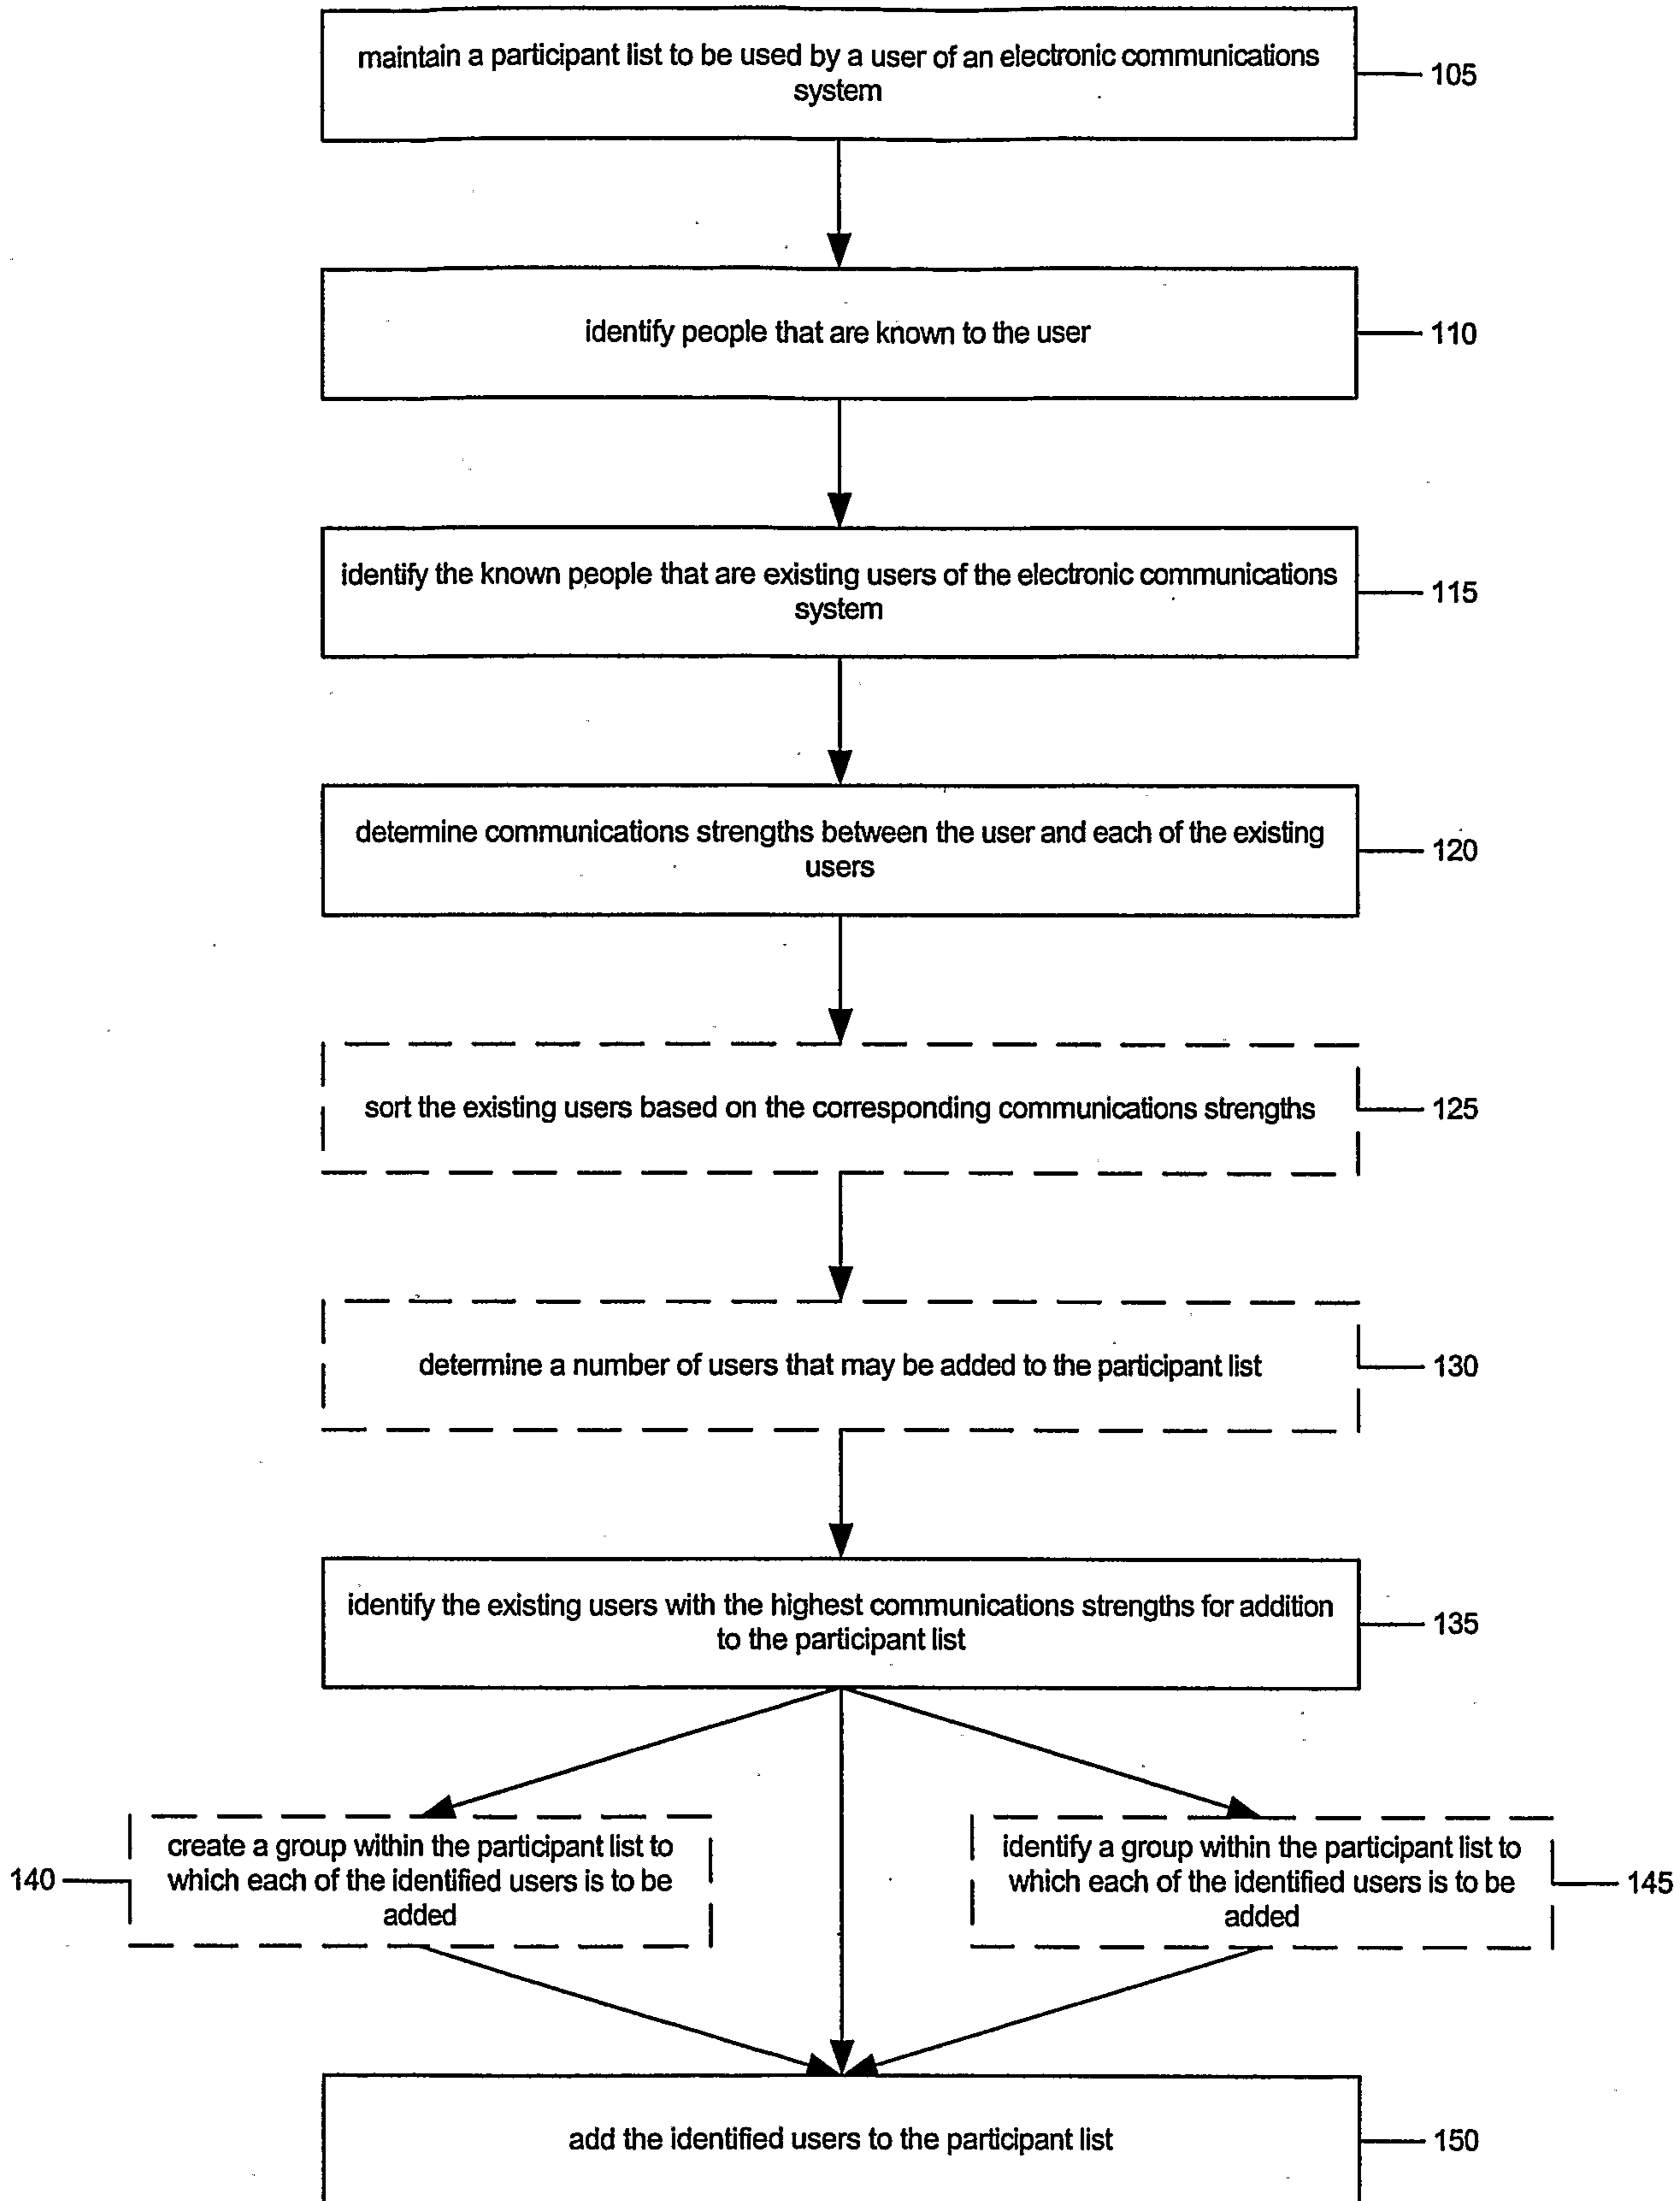 maintain a participant list to be used by a user of an electronic communications
system
105
identify people that are known to the user
110
identify the known people that are existing users of the electronic communications
system
115
determine communications strengths between the user and each of the existing
users
120
sort the existing users based on the corresponding communications strengths
125
determine a number of users that may be added to the participant list
130
identify the existing users with the highest communications strengths for addition
to the participant list
135
140
create a group within the participant list to
which each of the identified users is to be
added
identify a group within the participant list to
which each of the identified users is to be
added
145
add the identified users to the participant list
150